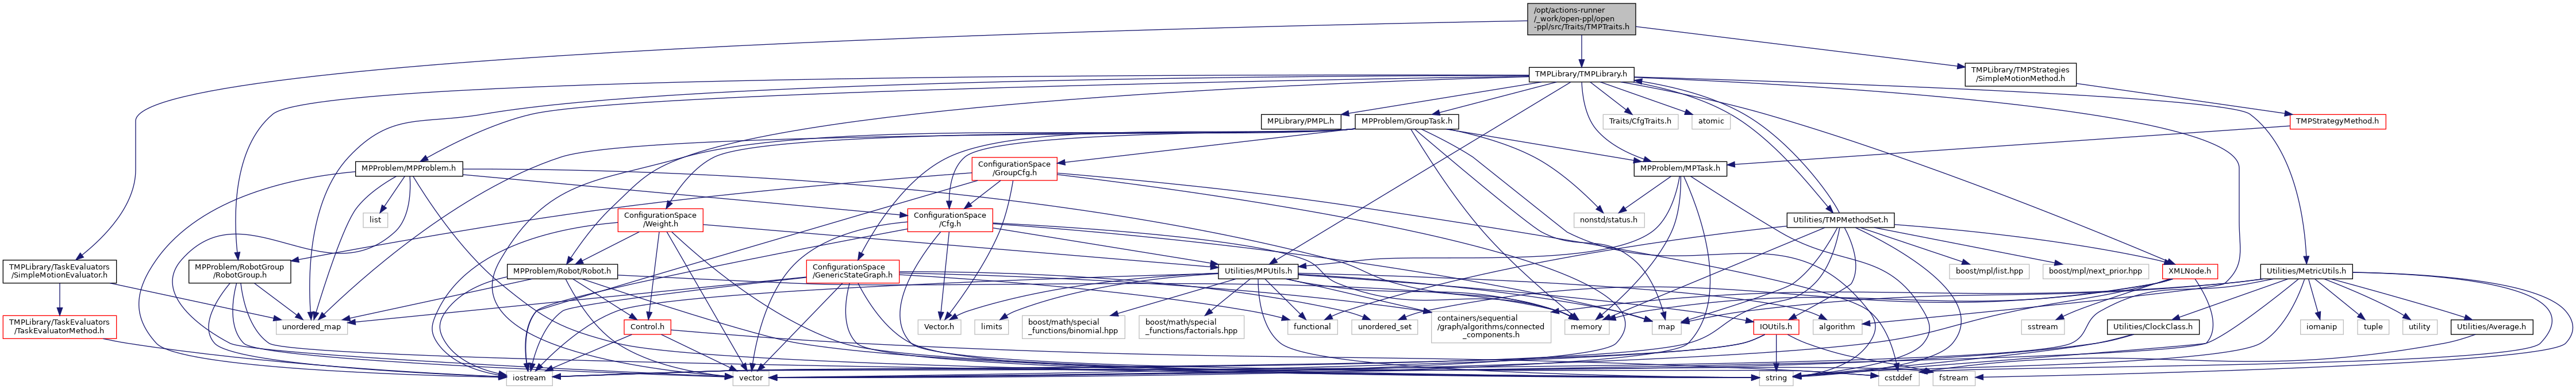 /opt/actions-runner
/_work/open-ppl/open
-ppl/src/Traits/TMPTraits.h
TMPLibrary/TMPLibrary.h
TMPLibrary/TMPStrategies
/SimpleMotionMethod.h
MPLibrary/PMPL.h
MPProblem/GroupTask.h
Traits/CfgTraits.h
atomic
TMPStrategyMethod.h
MPProblem/MPProblem.h
ConfigurationSpace
/GroupCfg.h
MPProblem/MPTask.h
list
ConfigurationSpace
/Weight.h
ConfigurationSpace
/Cfg.h
nonstd/status.h
Utilities/TMPMethodSet.h
TMPLibrary/TaskEvaluators
/SimpleMotionEvaluator.h
MPProblem/RobotGroup
/RobotGroup.h
MPProblem/Robot/Robot.h
ConfigurationSpace
/GenericStateGraph.h
Utilities/MPUtils.h
boost/mpl/list.hpp
boost/mpl/next_prior.hpp
XMLNode.h
Utilities/MetricUtils.h
TMPLibrary/TaskEvaluators
/TaskEvaluatorMethod.h
unordered_map
Control.h
Vector.h
limits
boost/math/special
_functions/binomial.hpp
boost/math/special
_functions/factorials.hpp
functional
unordered_set
containers/sequential
/graph/algorithms/connected
_components.h
memory
map
IOUtils.h
algorithm
sstream
Utilities/ClockClass.h
iomanip
tuple
utility
Utilities/Average.h
iostream
vector
string
cstddef
fstream